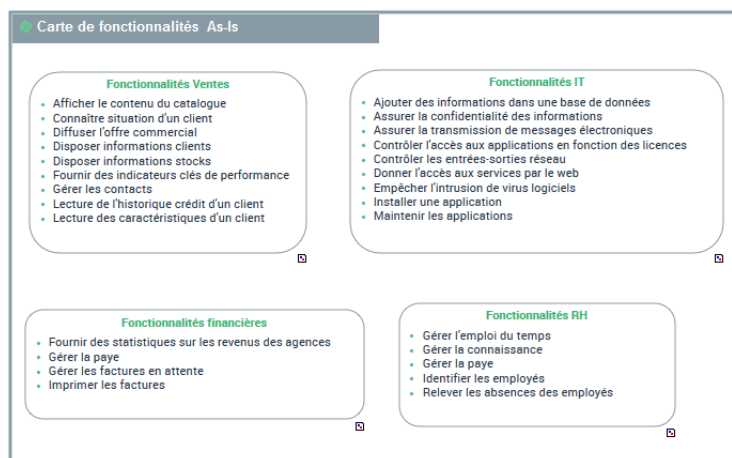 Carte de fonctionnalités As-Is
Fonctionnalités Ventes
Afficher le contenu du catalogue
Connaître situation d'un client
Diffuser l'offre commercial
Disposer informations clients
Disposer informations stocks
Fournir des indicateurs clés de performance
Gérer les contacts
Lecture de l'historique crédit d'un client
Lecture des caractéristiques d'un client
Fonctionnalités IT
Ajouter des informations dans une base de données
Assurer la confidentialité des informations
Assurer la transmission de messages électroniques
Contrôler l'accès aux applications en fonction des licences
Contrôler les entrées-sorties réseau
Donner l'accès aux services par le web
Empêcher l'intrusion de virus logiciels
Installer une application
Maintenir les applications
Fonctionnalités financières
Fournir des statistiques sur les revenus des agences
Gérer la paye
Gérer les factures en attente
Imprimer les factures
Fonctionnalités RH
Gérer l'emploi du temps
Gérer la connaissance
Gérer la paye
Identifier les employés
Relever les absences des employés